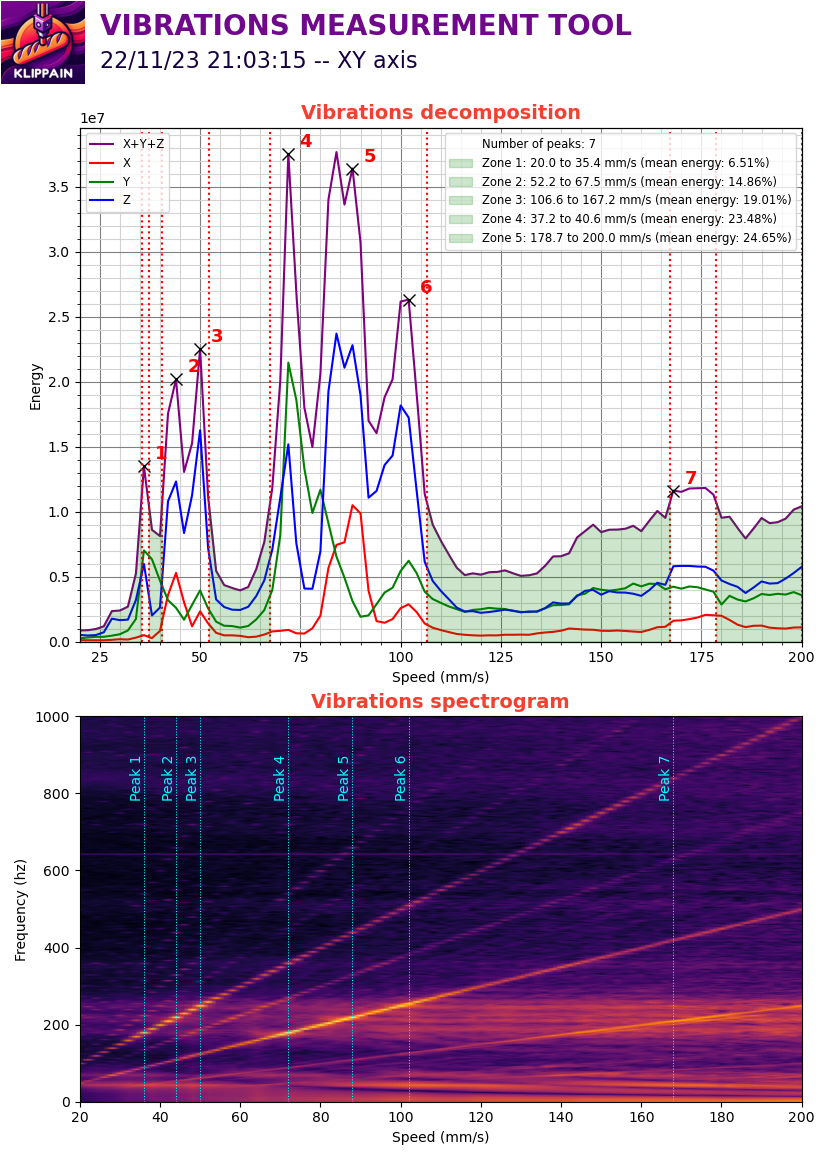 KLIPPAIN
VIBRATIONS MEASUREMENT TOOL
22/11/23 21:03:15 -- XY axis
Vibrations decomposition
1e7
X+Y+Z
X
Y
Z
Number of peaks: 7
Zone 1: 20.0 to 35.4 mm/s (mean energy: 6.51%)
Zone 2: 52.2 to 67.5 mm/s (mean energy: 14.86%)
Zone 3: 106.6 to 167.2 mm/s (mean energy: 19.01%)
Zone 4: 37.2 to 40.6 mm/s (mean energy: 23.48%)
Zone 5: 178.7 to 200.0 mm/s (mean energy: 24.65%)
1
2
3
4
5
6
7
Energy
3.5
3.0
2.5
2.0
1.5
1.0
0.5
0.0
25 50 75 100 125 150 175 200
Speed (mm/s)
Vibrations spectrogram
Peak 1
Peak 2
Peak 3
Peak 4
Peak 5
Peak 6
Peak 7
Frequency (hz)
1000
800
600
400
200
0
20 40 60 80 100 120 140 160 180 200
Speed (mm/s)